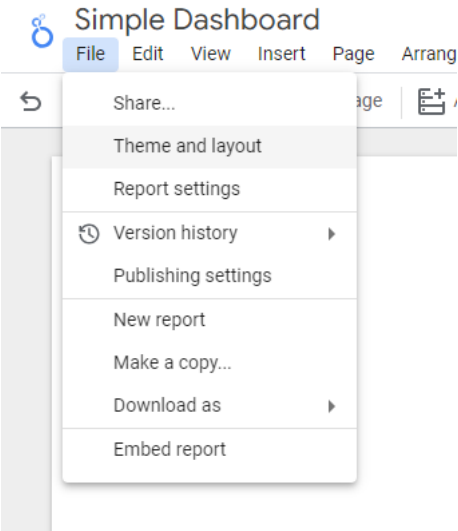 Simple Dashboard
File Edit View Insert Page Arrang
Share... age
Theme and layout
Report settings
Version history
Publishing settings
New report
Make a copy...
Download as
Embed report